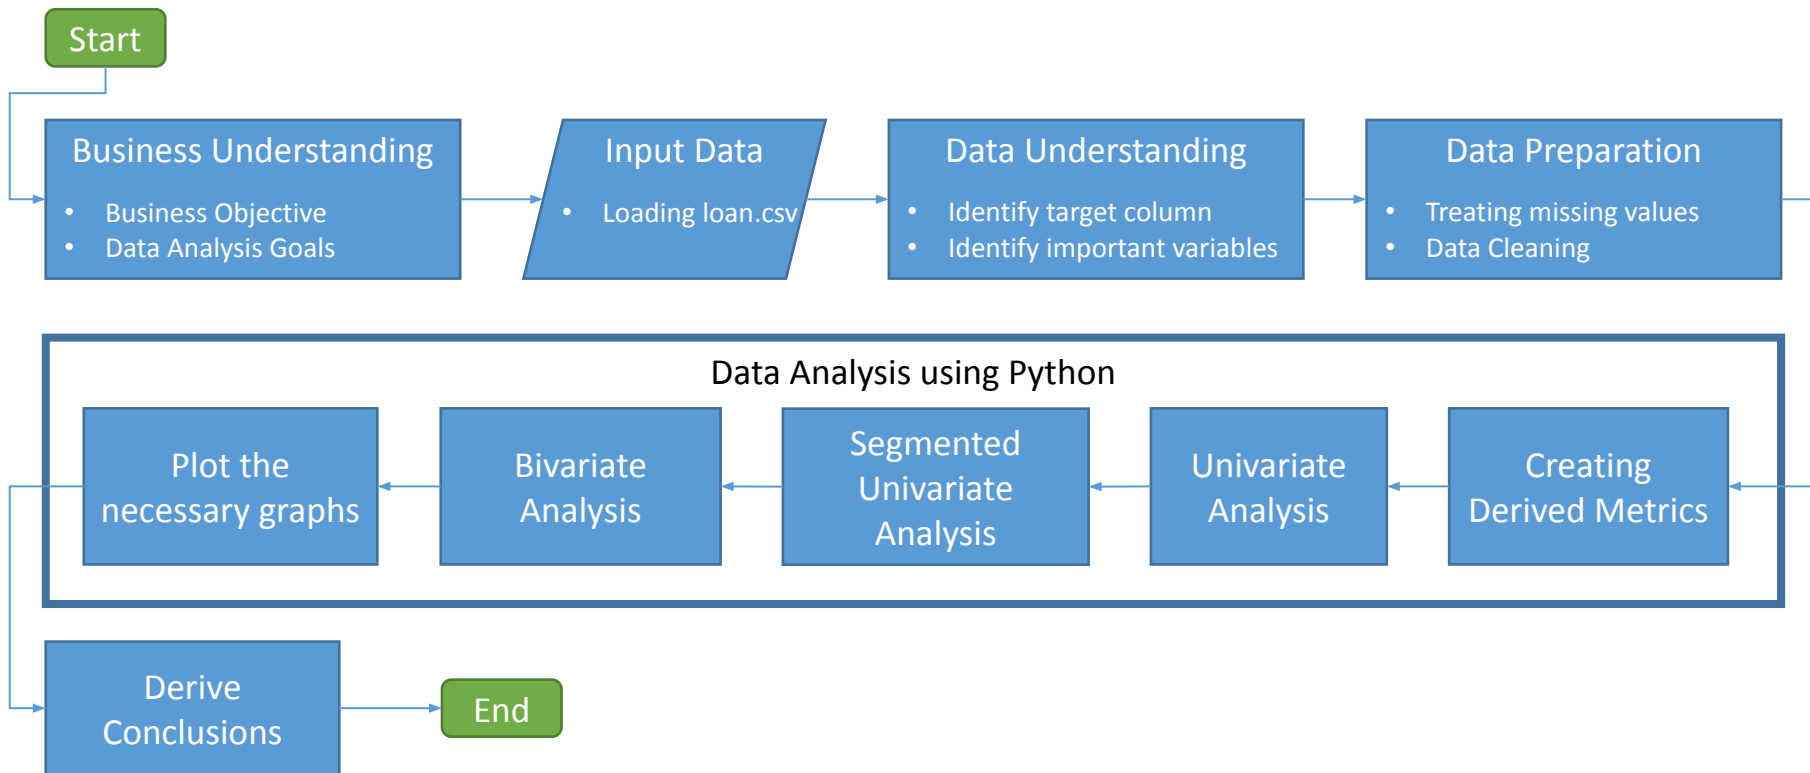 Start
Business Understanding
• Business Objective
• Data Analysis Goals
Input Data
• Loading loan.csv
Data Understanding
• Identify target column
• Identify important variables
Data Preparation
• Treating missing values
• Data Cleaning
Data Analysis using Python
Plot the
necessary graphs
Bivariate
Analysis
Segmented
Univariate
Analysis
Univariate
Analysis
Creating
Derived Metrics
Derive
Conclusions
End